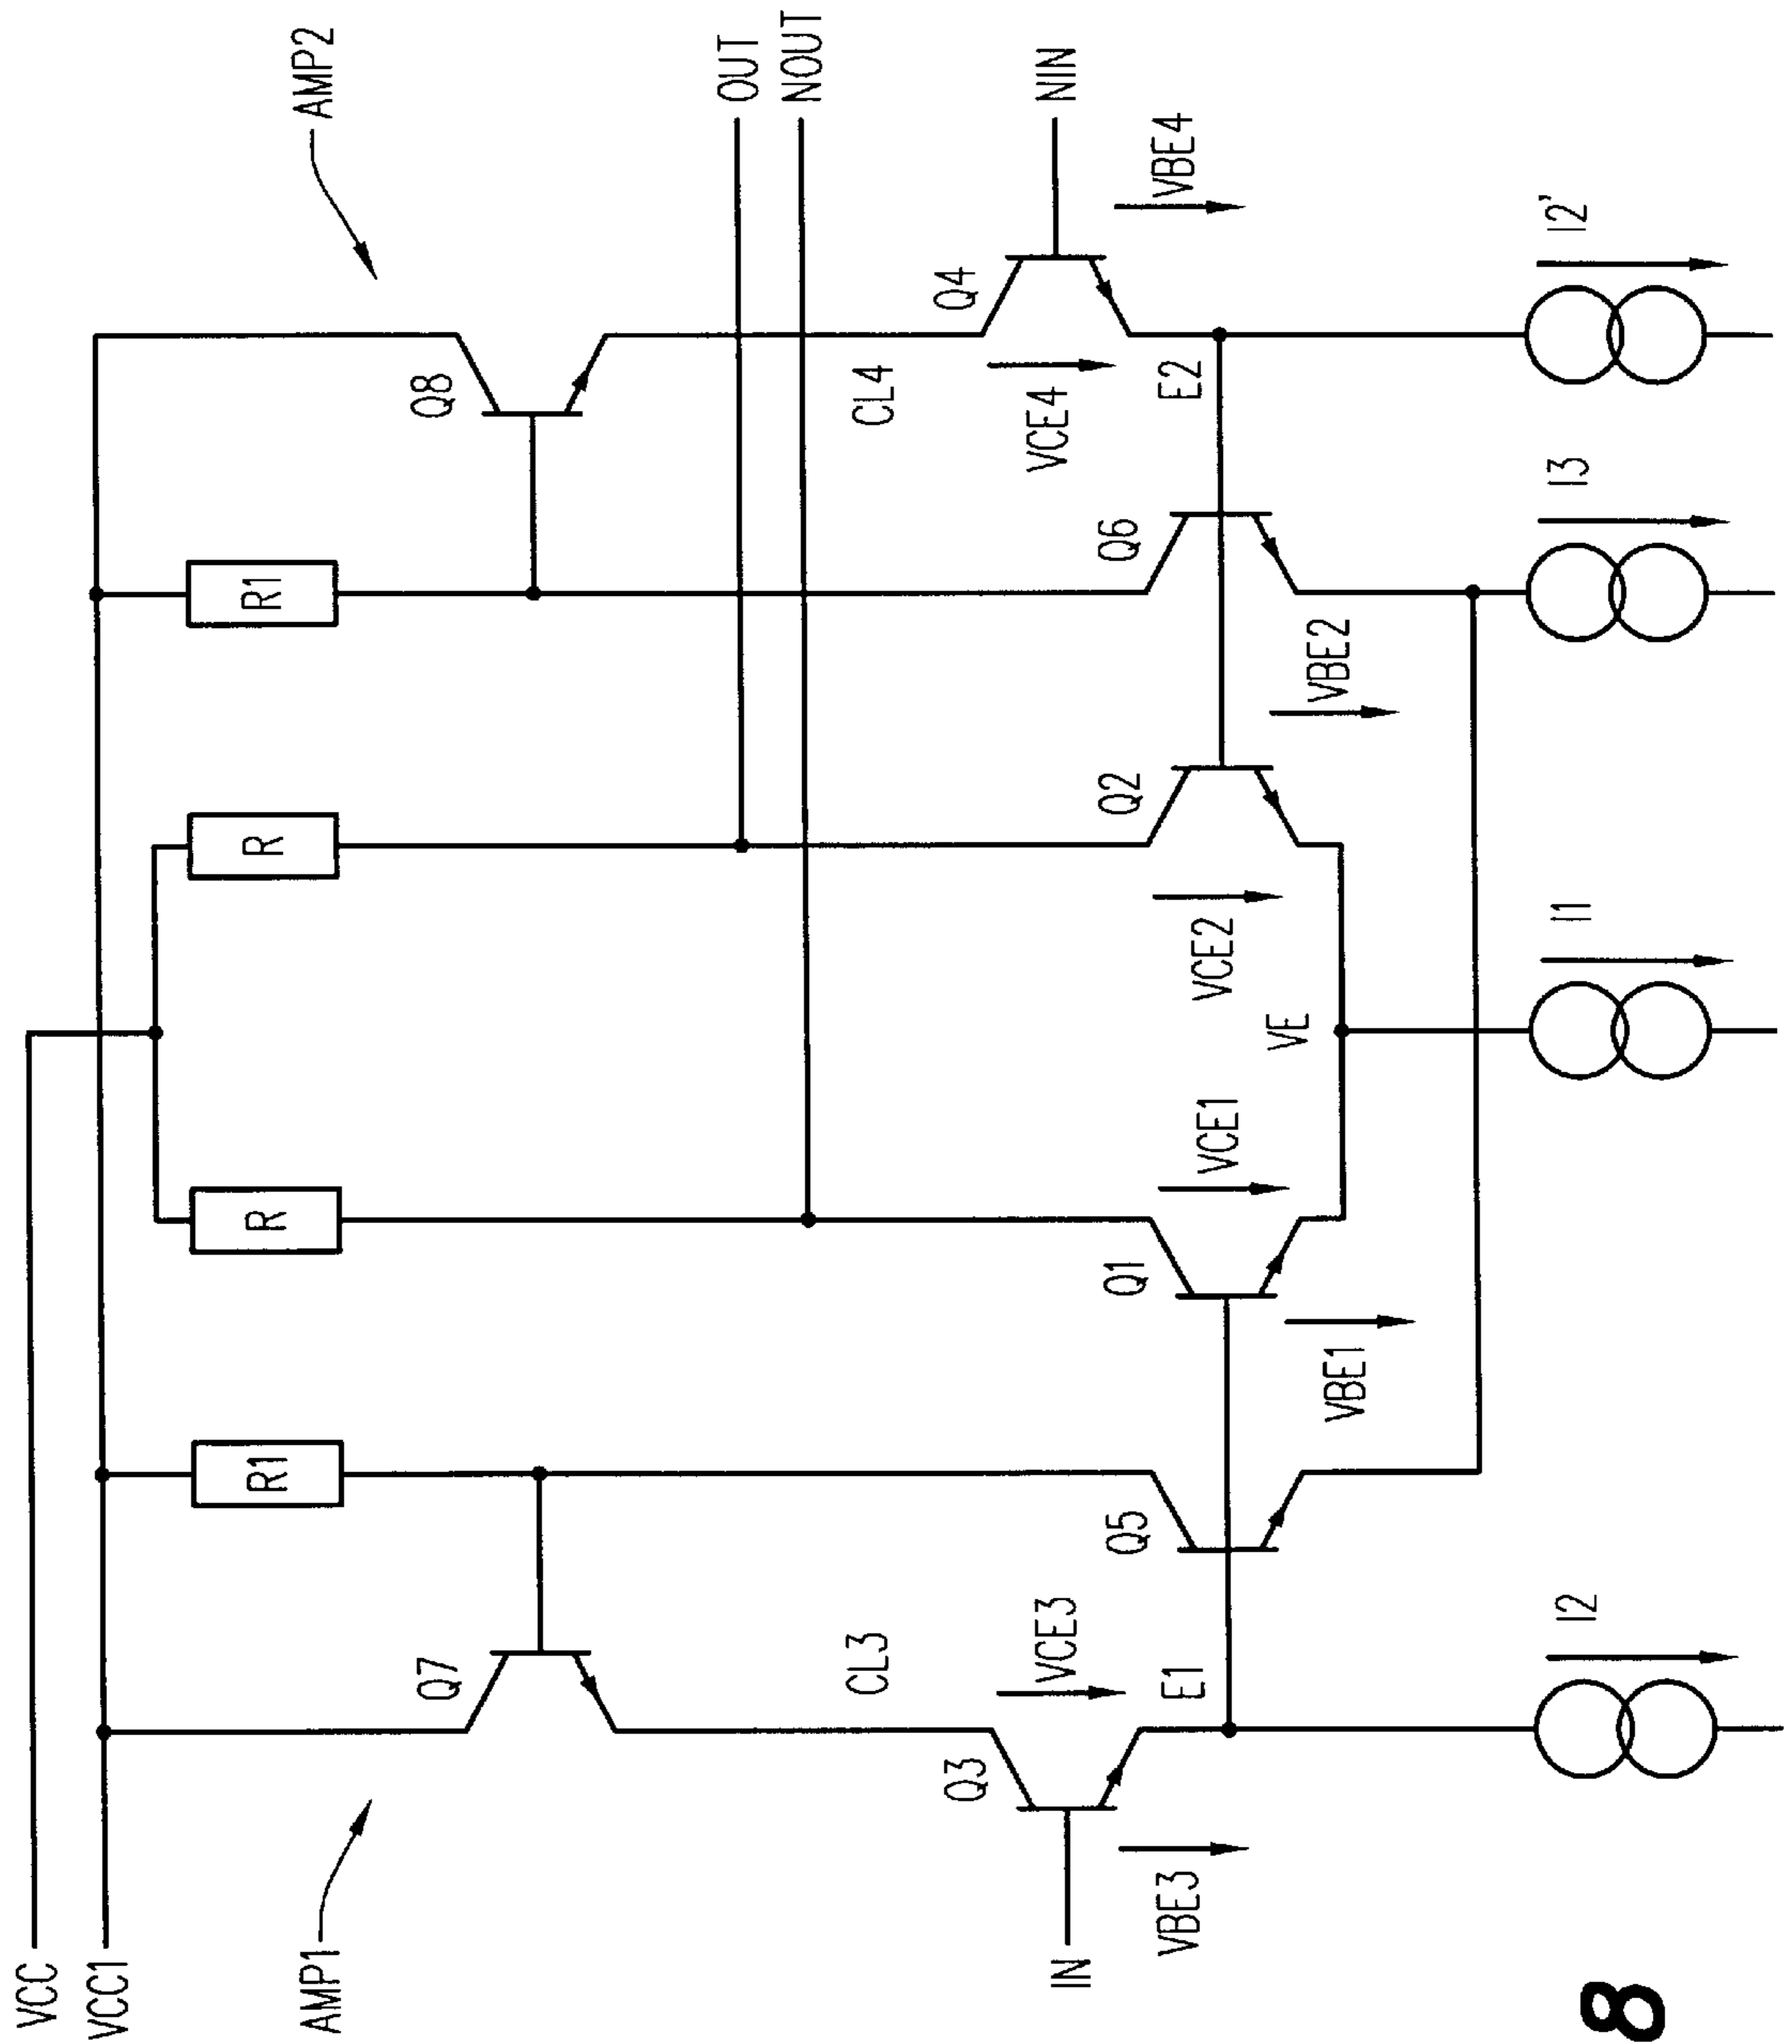 VCC
VCC1
AMP1
AMP2
R1
R
R
R1
Q7
Q8
OUT
NOUT
CL3
CL4
IN
Q3
VBE3
VCE3
E1
Q5
Q1
VCE1
VBE1
VE
VCE2
Q2
VBE2
Q6
VCE4
E2
Q4
NIN
VBE4
I2
I1
I3
I2'
8